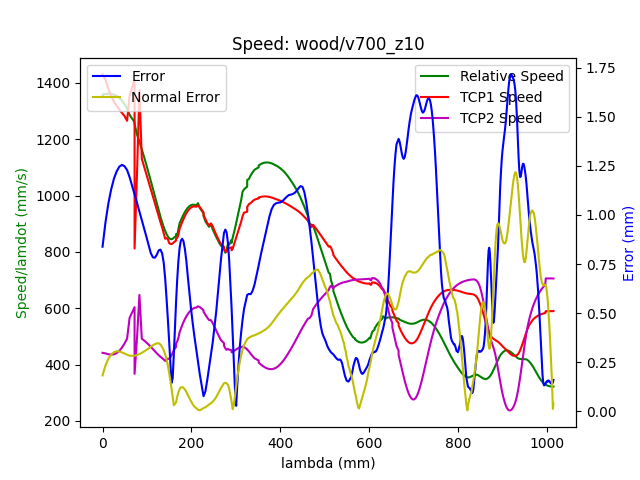 Speed: wood/v700_z10
Error
Normal Error
Relative Speed
TCP1 Speed
TCP2 Speed
1400
1200
1000
800
600
400
200
Speed/lamdot (mm/s)
1.75
1.50
1.25
1.00
0.75
0.50
0.25
0.00
Error (mm)
0 200 400 600 800 1000
lambda (mm)